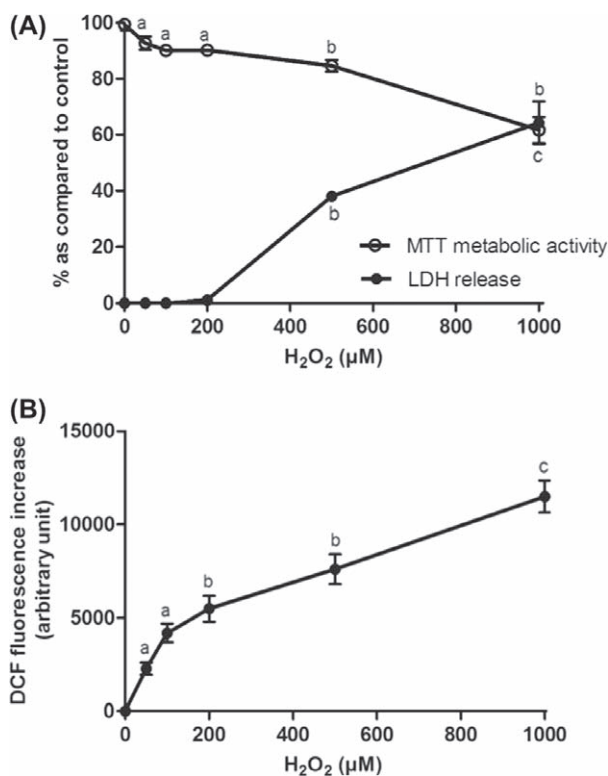 (A)
% as compared to control
100
80
60
40
20
0
a
a
a
b
b
c
b
MTT metabolic activity
LDH release
0
200
400
600
800
1000
H₂O₂ (µM)
(B)
DCF fluorescence increase
(arbitrary unit)
15000
10000
5000
0
a
a
b
b
c
0
200
400
600
800
1000
H₂O₂ (µM)